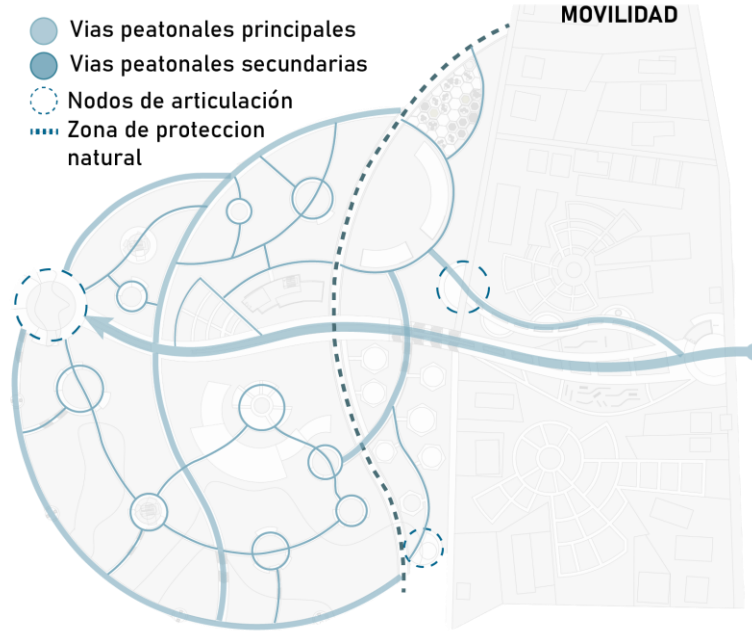 MOVILIDAD
Vias peatonales principales
Vias peatonales secundarias
Nodos de articulación
Zona de proteccion
natural